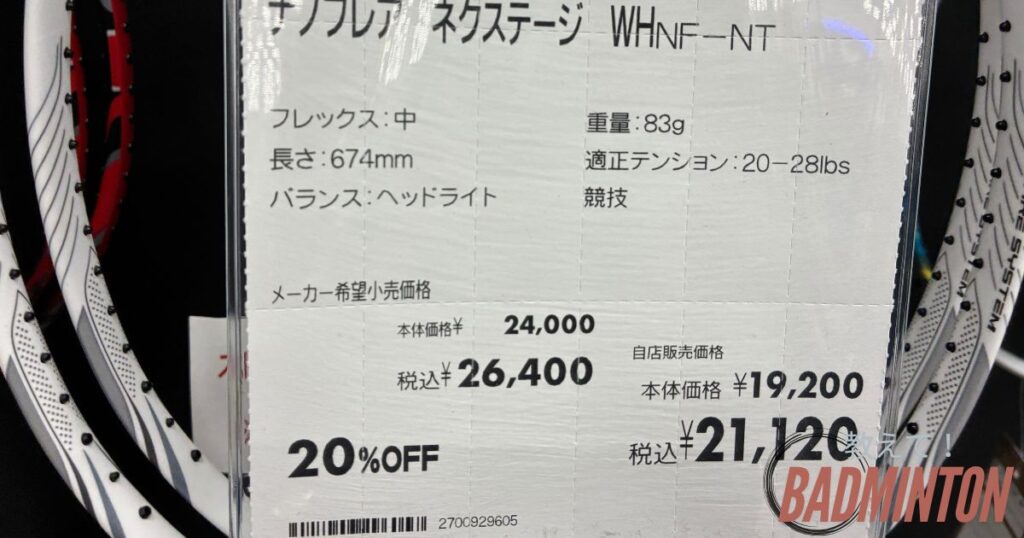 ナノフレア ネクステージ WHNF-NT
フレックス:中
重量:83g
長さ:674mm
適正テンション:20-28lbs
バランス:ヘッドライト
競技
メーカー希望小売価格
本体価格¥ 24,000
税込¥26,400
自店販売価格
本体価格 ¥19,200
税込¥21,120
20%OFF
2700929605
教えて!
BADMINTON
SYSTEM